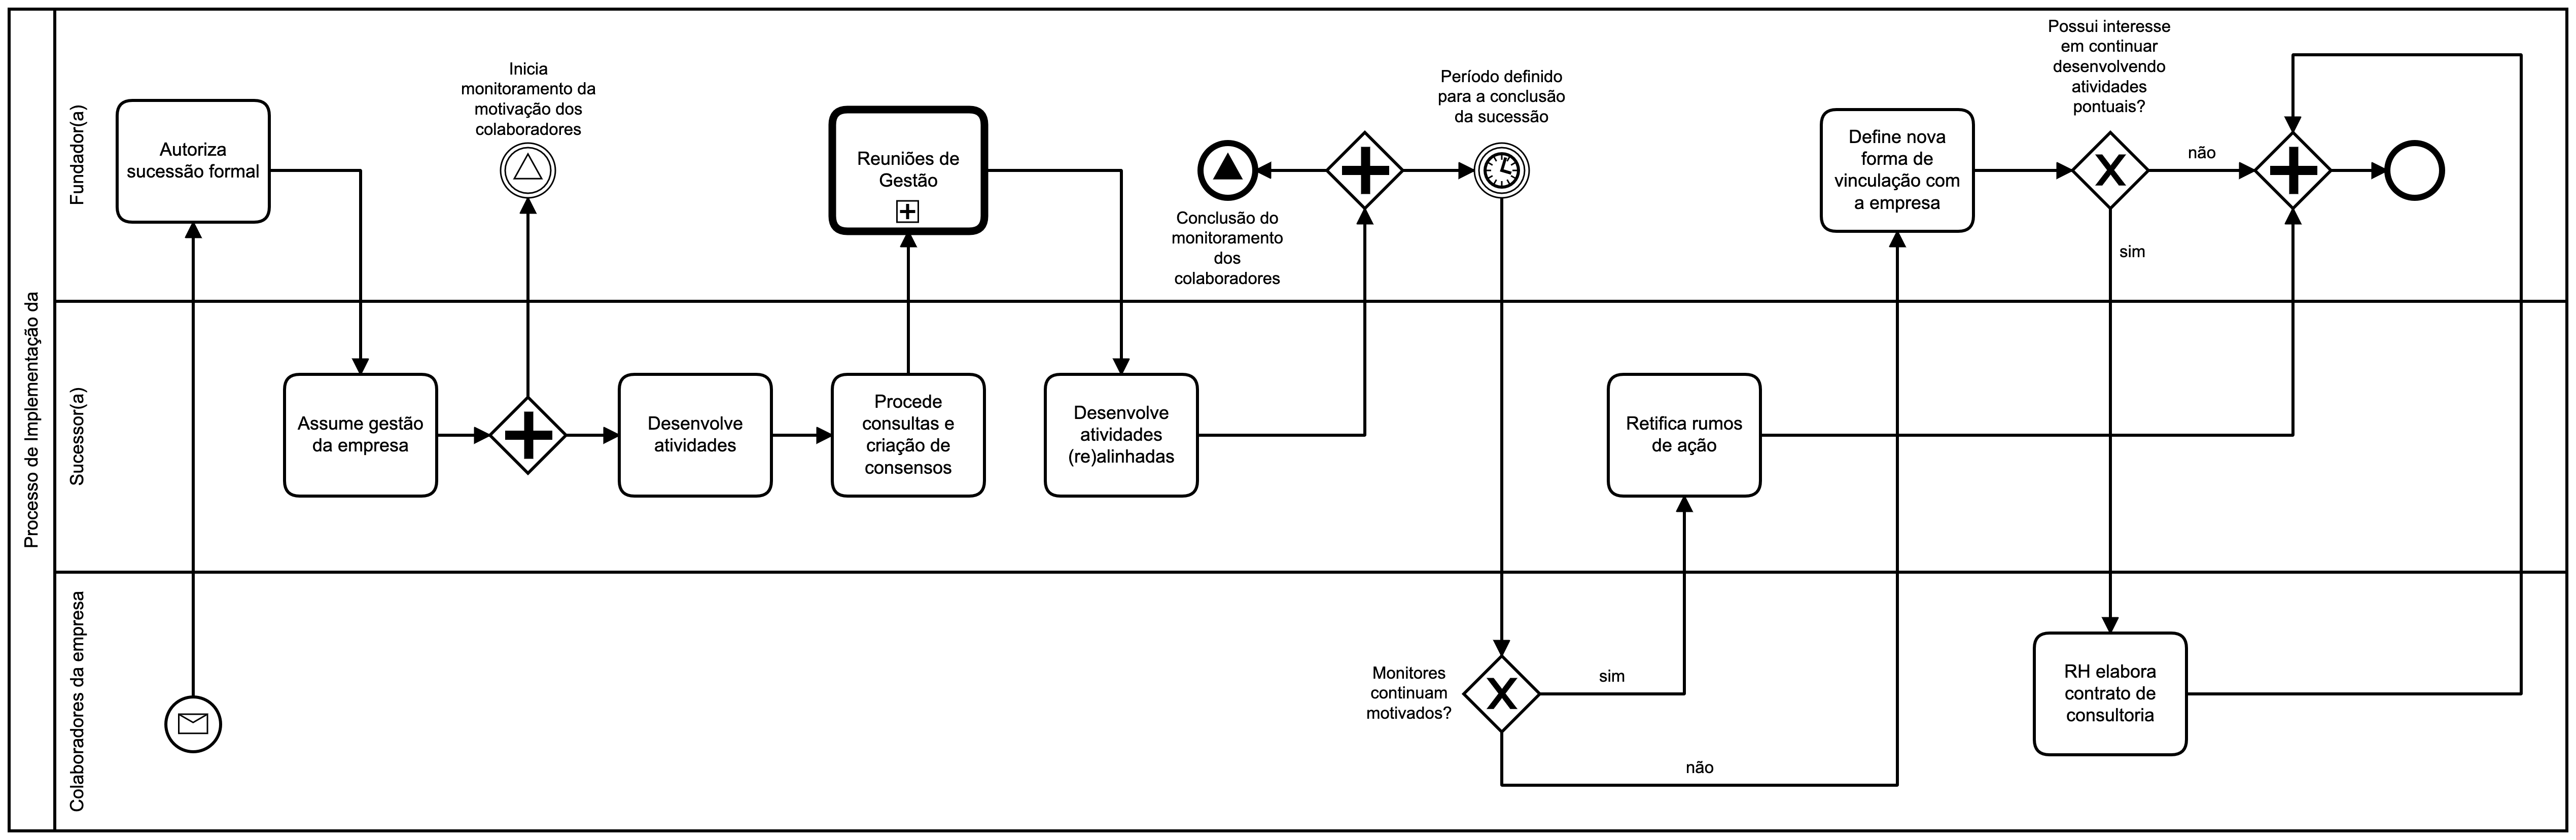 Processo de Implementação da
Fundador(a)
Autoriza
sucessão formal
Inicia
monitoramento da
motivação dos
colaboradores
Reuniões de
Gestão
Conclusão do
monitoramento
dos
colaboradores
Período definido
para a conclusão
da sucessão
Define nova
forma de
vinculação com
a empresa
Possui interesse
em continuar
desenvolvendo
atividades
pontuais?
não
sim
Sucessor(a)
Assume gestão
da empresa
Desenvolve
atividades
Procede
consultas e
criação de
consensos
Desenvolve
atividades
(re)alinhadas
Retifica rumos
de ação
Colaboradores da empresa
Monitores
continuam
motivados?
sim
não
RH elabora
contrato de
consultoria